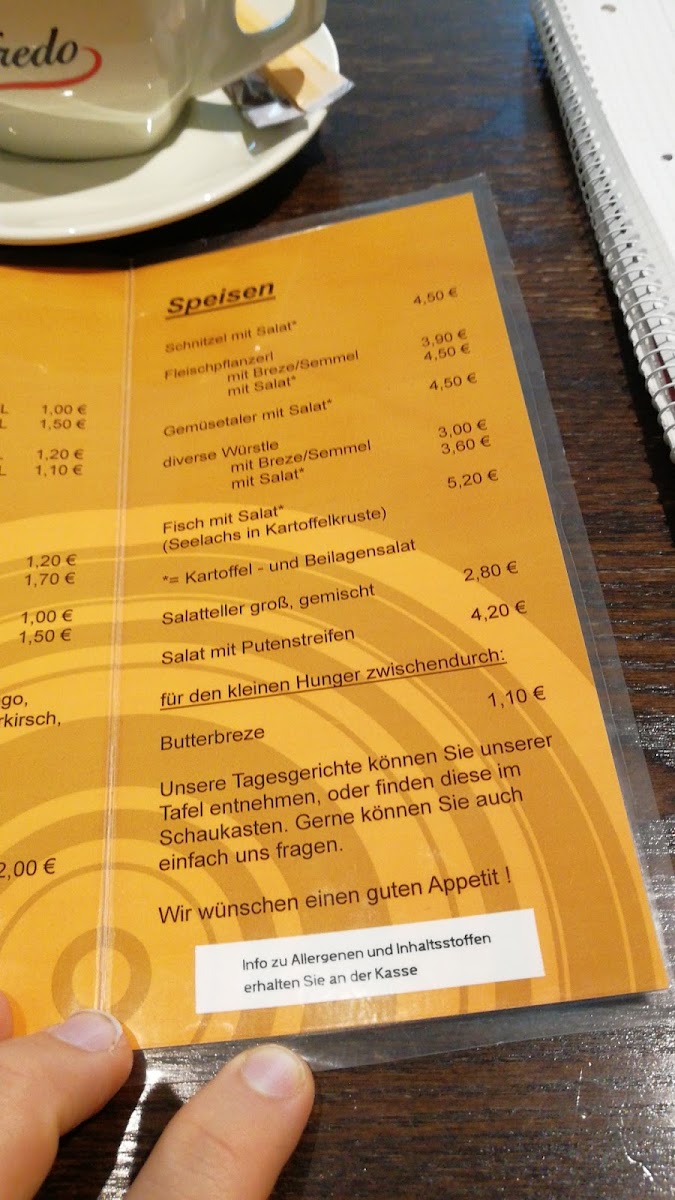 redo
L 1,00 €
L 1,50 €
1,20 €
L 1,10 €
1,20 €
1,70 €
1,00 €
1,50 €
go,
rkirsch,
2,00 €
Speisen
Schnitzel mit Salat* 4,50 €
Fleischpflanzerl
mit Breze/Semmel 3,90 €
mit Salat* 4,50 €
Gemüsetaler mit Salat* 4,50 €
diverse Würstle
mit Breze/Semmel 3,00 €
mit Salat* 3,60 €
Fisch mit Salat* 5,20 €
(Seelachs in Kartoffelkruste)
*= Kartoffel - und Beilagensalat
Salatteller groß, gemischt 2,80 €
Salat mit Putenstreifen 4,20 €
für den kleinen Hunger zwischendurch:
Butterbreze 1,10 €
Unsere Tagesgerichte können Sie unserer
Tafel entnehmen, oder finden diese im
Schaukasten. Gerne können Sie auch
einfach uns fragen.
Wir wünschen einen guten Appetit !
Info zu Allergenen und Inhaltsstoffen
erhalten Sie an der Kasse